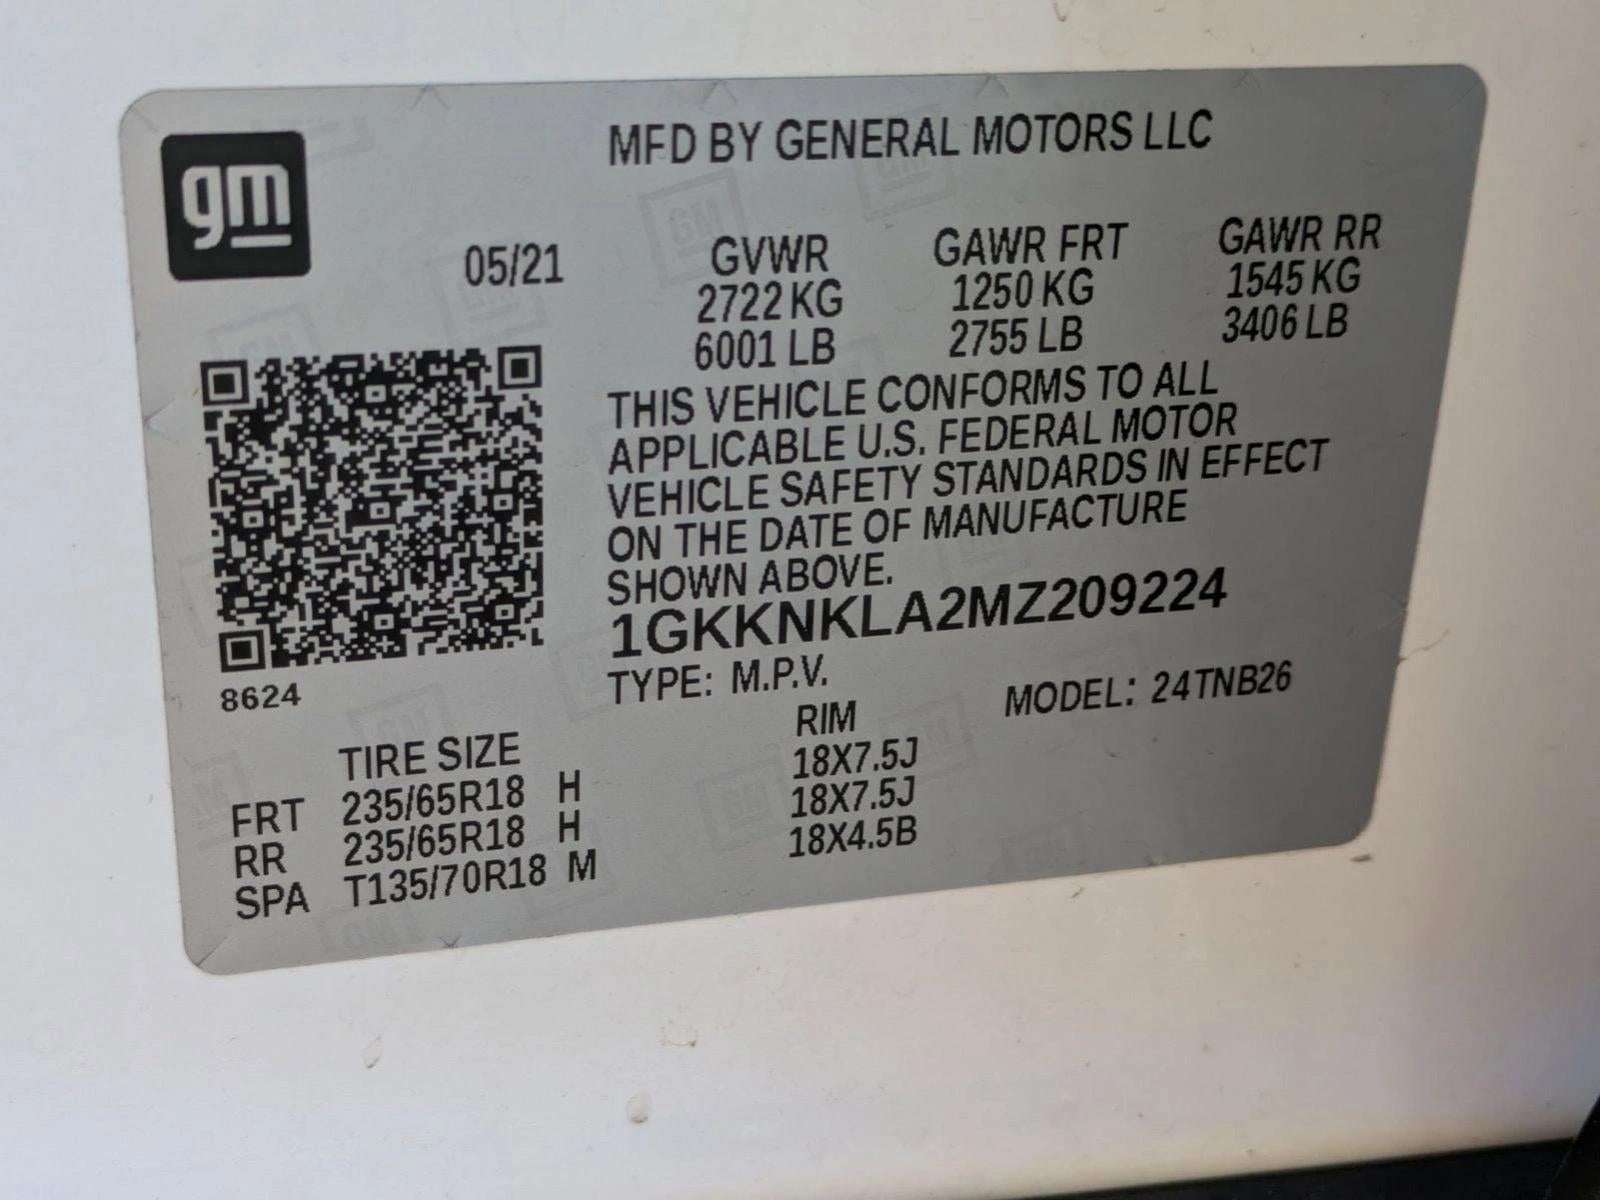 gm
MFD BY GENERAL MOTORS LLC
05/21
GVWR GAWR FRT GAWR RR
2722 KG 1250 KG 1545 KG
6001 LB 2755 LB 3406 LB
THIS VEHICLE CONFORMS TO ALL
APPLICABLE U.S. FEDERAL MOTOR
VEHICLE SAFETY STANDARDS IN EFFECT
ON THE DATE OF MANUFACTURE
SHOWN ABOVE.
1GKKNKLA2MZ209224
8624
TYPE: M.P.V. MODEL: 24TNB26
TIRE SIZE RIM
FRT 235/65R18 H 18X7.5J
RR 235/65R18 H 18X7.5J
SPA T135/70R18 M 18X4.5B